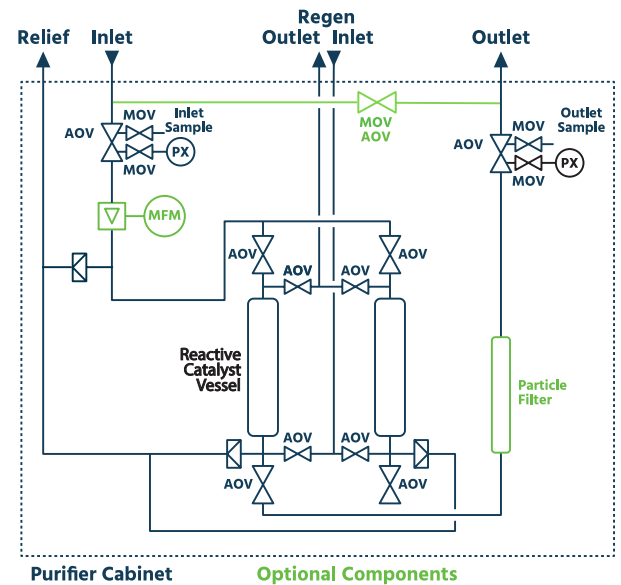 Regen
Relief
Inlet
Outlet
Inlet
Outlet
MOV
Inlet
Sample
AOV
PX
MOV
MOV
AOV
MOV
Outlet
Sample
AOV
PX
MOV
MFM
AOV
AOV
AOV
AOV
Reactive
Catalyst
Vessel
Particle
Filter
AOV
AOV
AOV
AOV
Purifier Cabinet
Optional Components